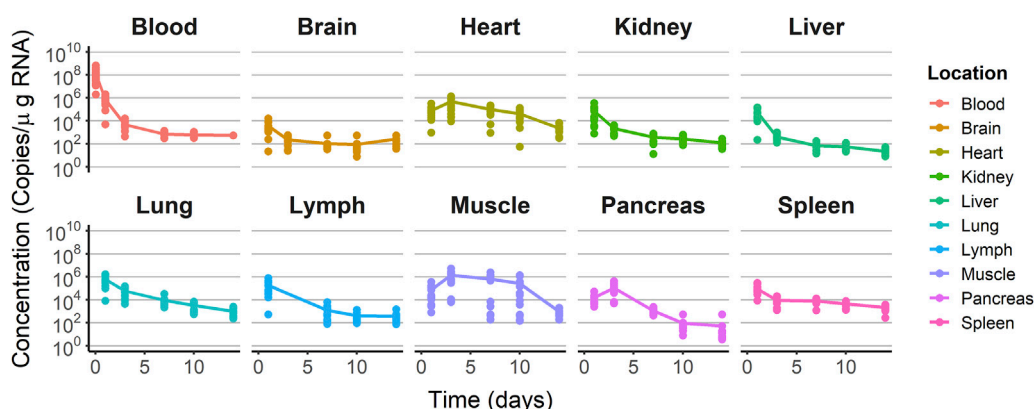 Blood Brain Heart Kidney Liver
10^10
10^8
10^6
10^4
10^2
10^0
Lung Lymph Muscle Pancreas Spleen
10^10
10^8
10^6
10^4
10^2
10^0
0 5 10 0 5 10 0 5 10 0 5 10 0 5 10
Time (days)
Concentration (Copies/μ g RNA)
Location
Blood
Brain
Heart
Kidney
Liver
Lung
Lymph
Muscle
Pancreas
Spleen